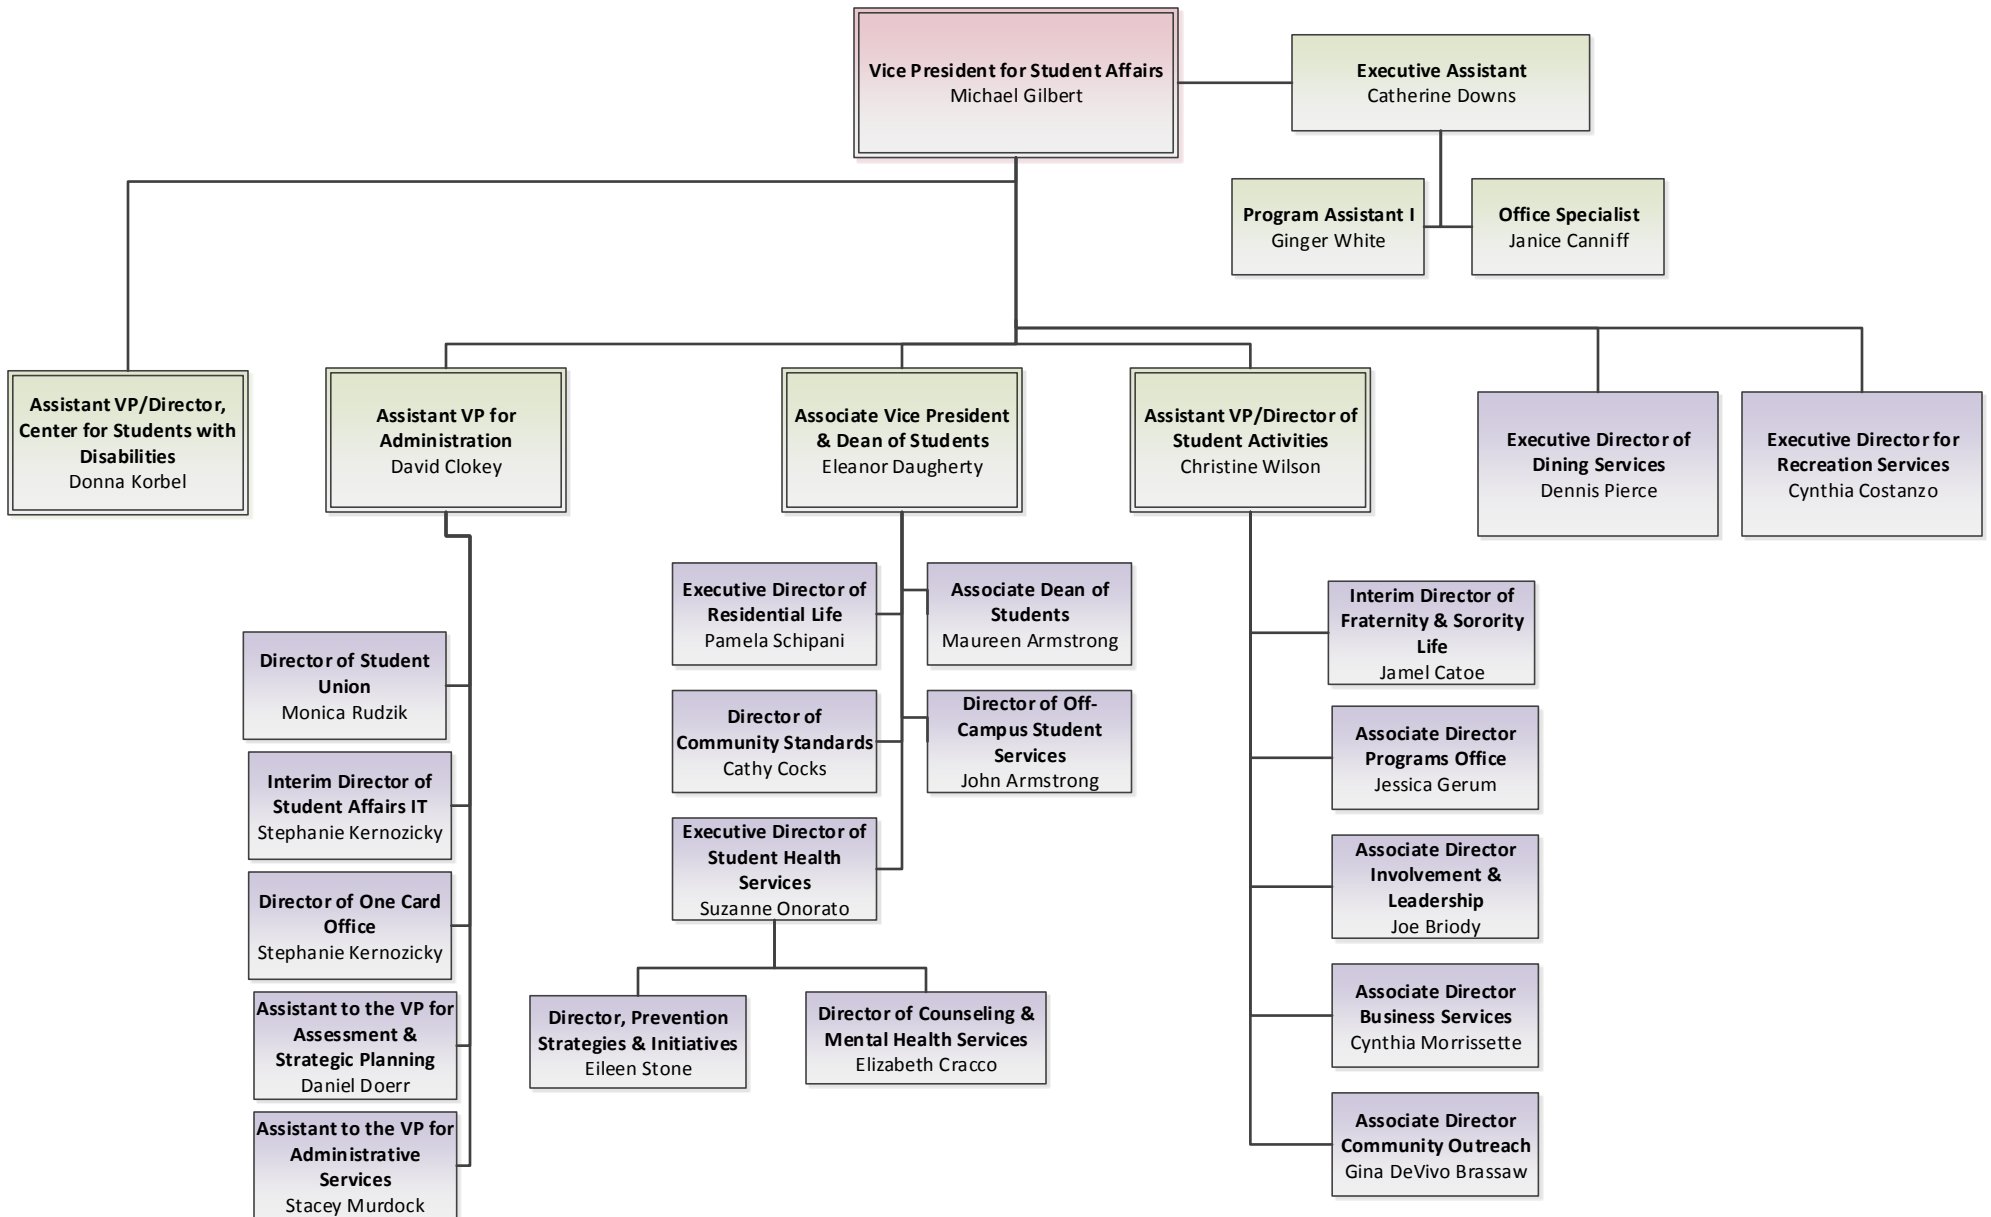 Vice President for Student Affairs
Michael Gilbert
Executive Assistant
Catherine Downs
Program Assistant I
Ginger White
Office Specialist
Janice Canniff
Assistant VP/Director,
Center for Students with
Disabilities
Donna Korbel
Assistant VP for
Administration
David Clokey
Associate Vice President
& Dean of Students
Eleanor Daugherty
Assistant VP/Director of
Student Activities
Christine Wilson
Executive Director of
Dining Services
Dennis Pierce
Executive Director for
Recreation Services
Cynthia Costanzo
Director of Student
Union
Monica Rudzik
Interim Director of
Student Affairs IT
Stephanie Kernozicky
Director of One Card
Office
Stephanie Kernozicky
Assistant to the VP for
Assessment &
Strategic Planning
Daniel Doerr
Assistant to the VP for
Administrative
Services
Stacey Murdock
Executive Director of
Residential Life
Pamela Schipani
Associate Dean of
Students
Maureen Armstrong
Director of
Community Standards
Cathy Cocks
Director of Off-
Campus Student
Services
John Armstrong
Executive Director of
Student Health
Services
Suzanne Onorato
Director, Prevention
Strategies & Initiatives
Eileen Stone
Director of Counseling &
Mental Health Services
Elizabeth Cracco
Interim Director of
Fraternity & Sorority
Life
Jamel Catoe
Associate Director
Programs Office
Jessica Gerum
Associate Director
Involvement &
Leadership
Joe Briody
Associate Director
Business Services
Cynthia Morrissette
Associate Director
Community Outreach
Gina DeVivo Brassaw